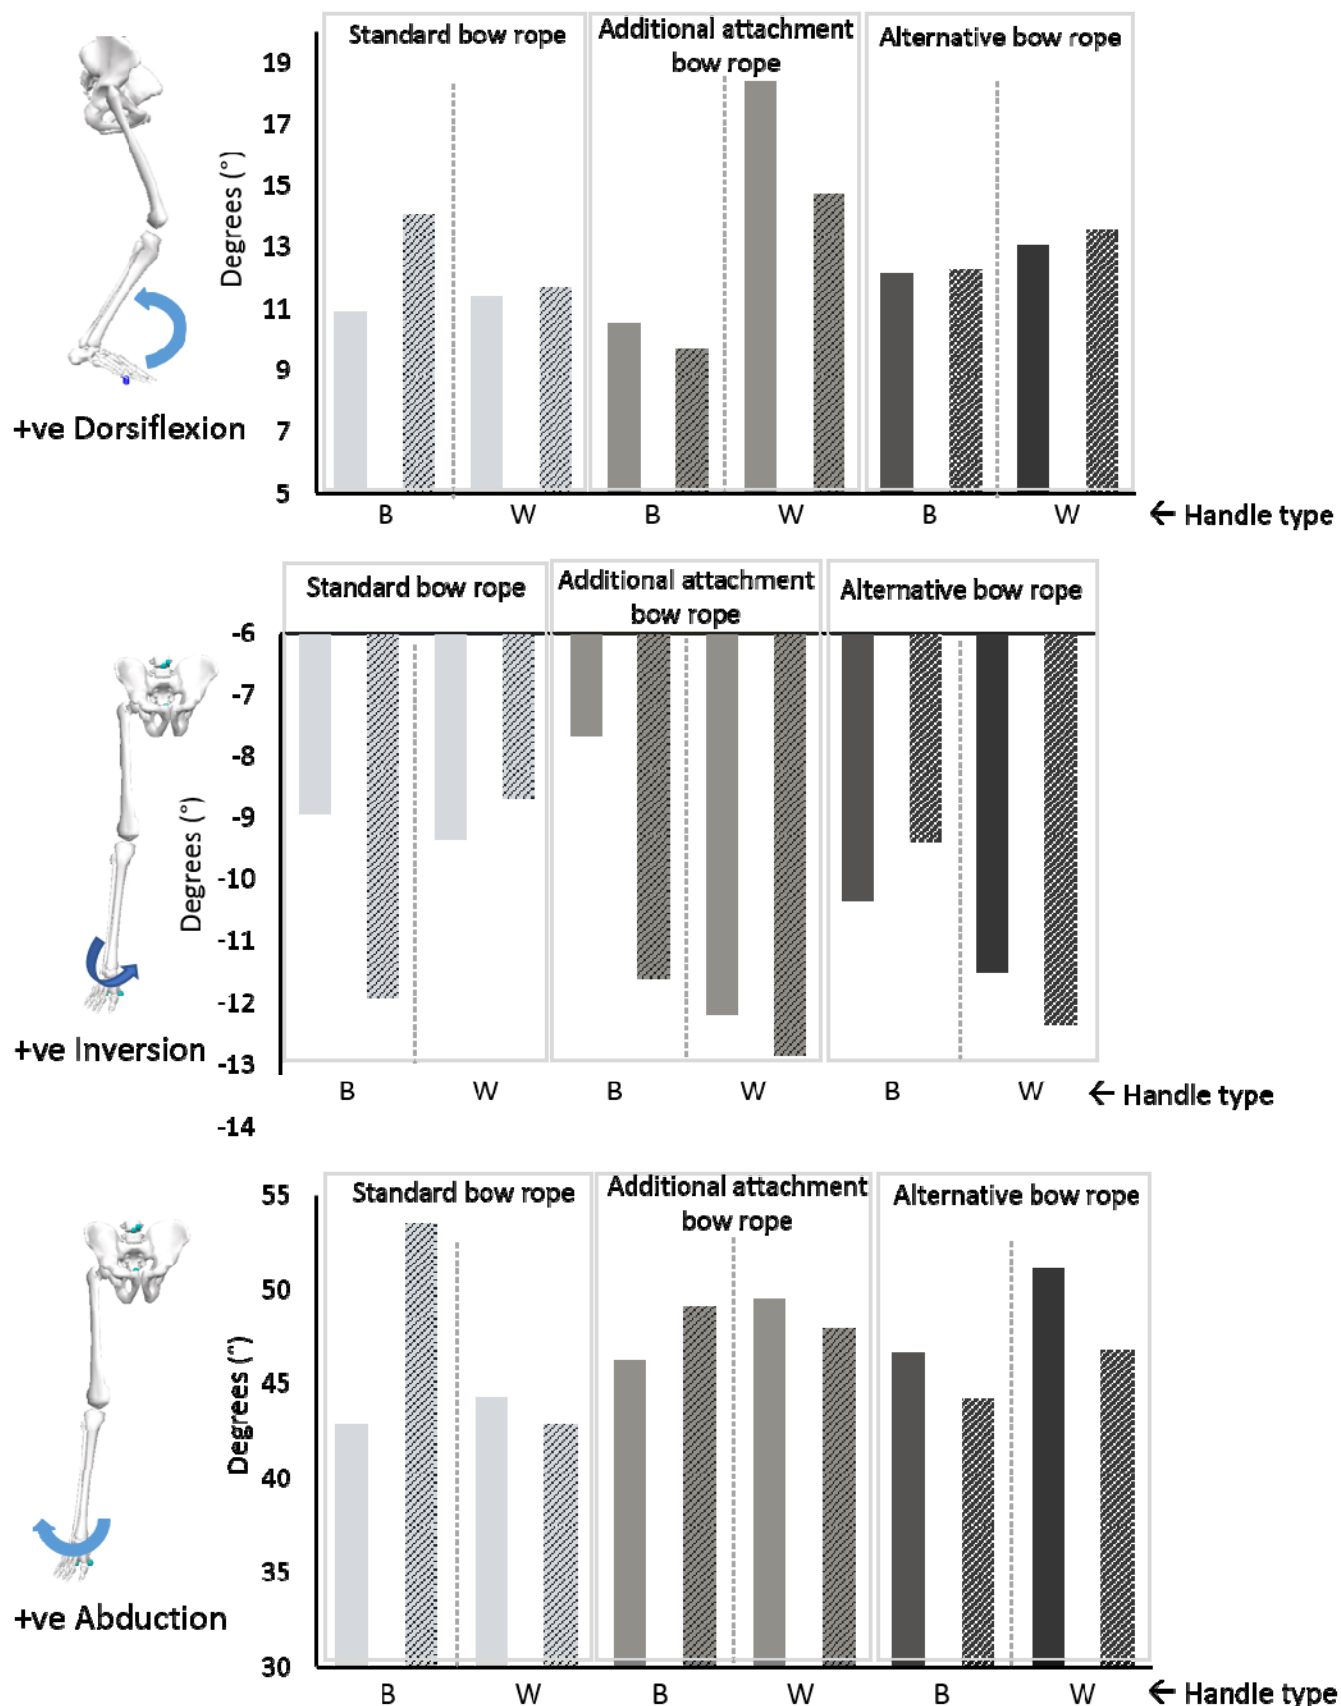 Standard bow rope
Additional attachment
bow rope
Alternative bow rope
19
17
15
13
11
9
7
5
Degrees (°)
+ve Dorsiflexion
B W B W B W
← Handle type
Standard bow rope
Additional attachment
bow rope
Alternative bow rope
-6
-7
-8
-9
-10
-11
-12
-13
-14
Degrees (°)
+ve Inversion
B W B W B W
← Handle type
Standard bow rope
Additional attachment
bow rope
Alternative bow rope
55
50
45
40
35
30
Degrees (°)
+ve Abduction
B W B W B W
← Handle type